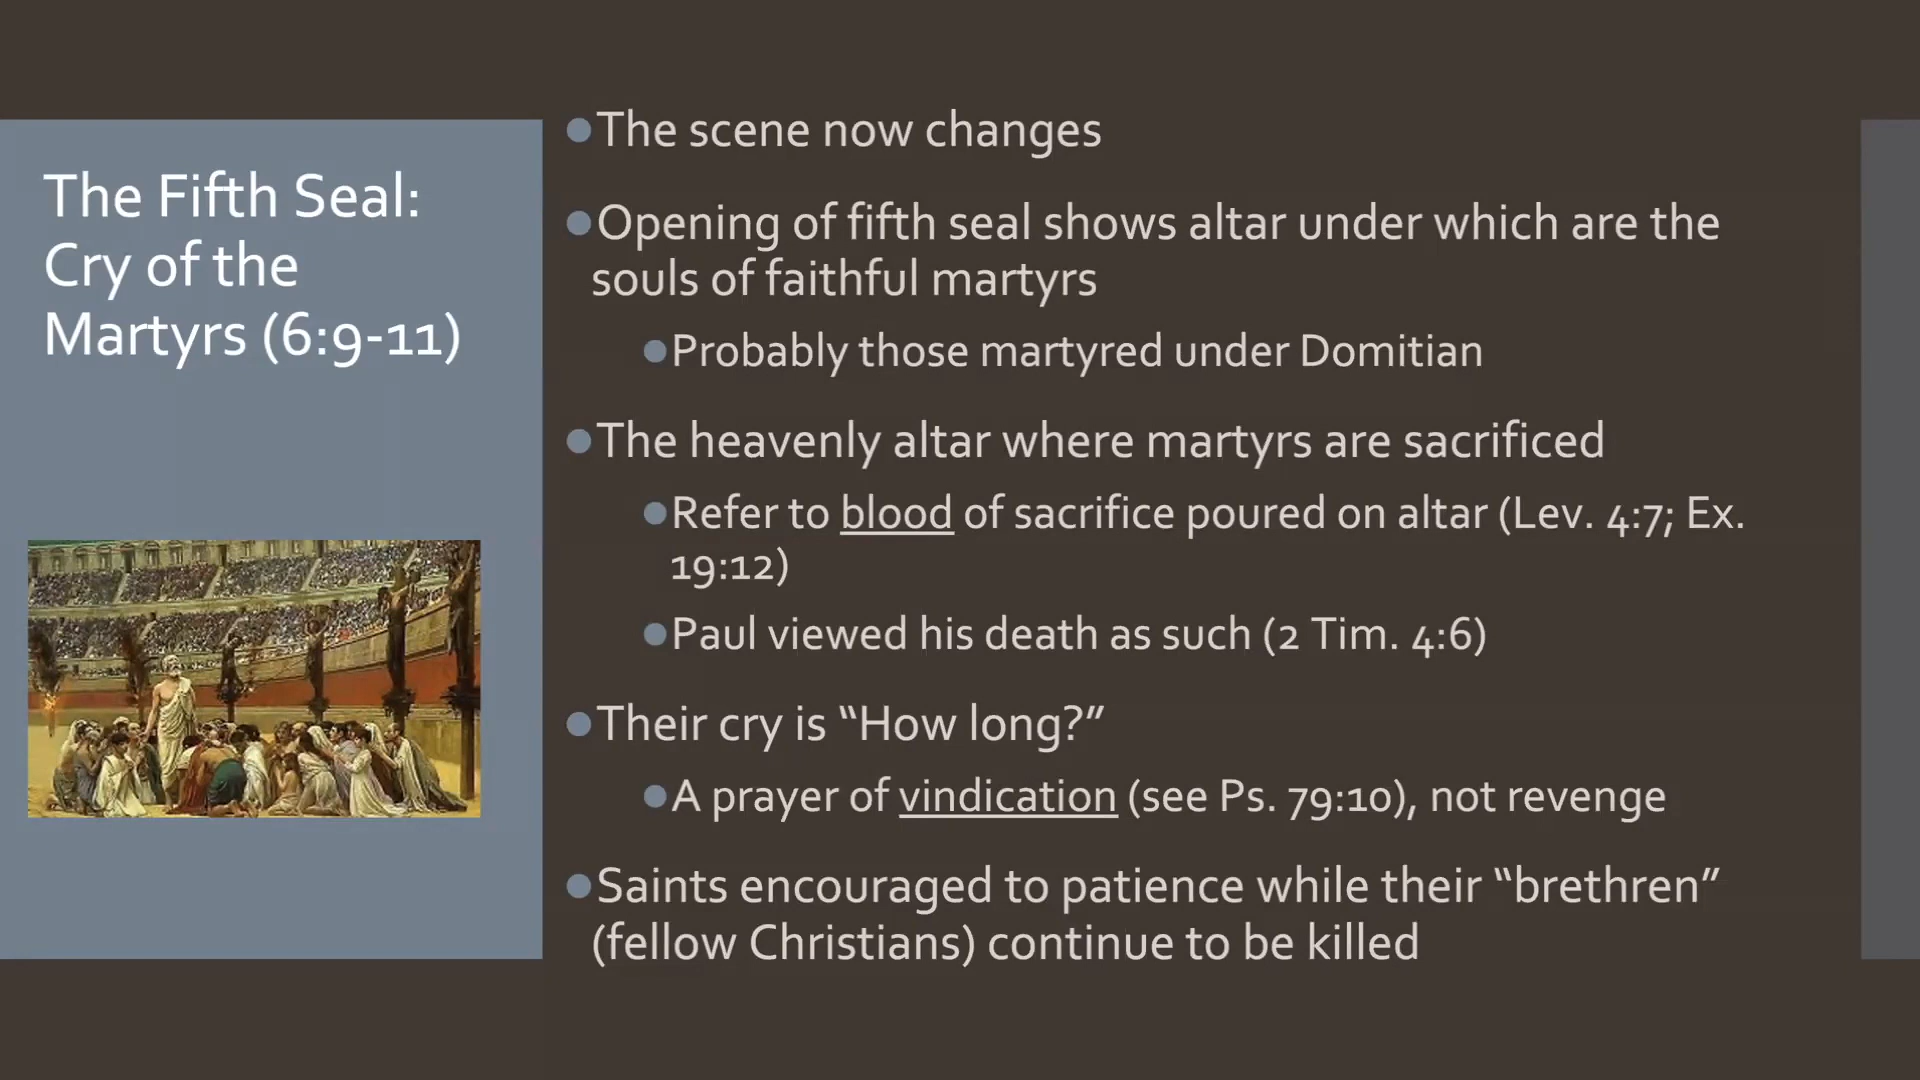 The Fifth Seal:
Cry of the
Martyrs (6:9-11)
The scene now changes
Opening of fifth seal shows altar under which are the
souls of faithful martyrs
Probably those martyred under Domitian
The heavenly altar where martyrs are sacrificed
Refer to blood of sacrifice poured on altar (Lev. 4:7; Ex.
19:12)
Paul viewed his death as such (2 Tim. 4:6)
Their cry is “How long?”
A prayer of vindication (see Ps. 79:10), not revenge
Saints encouraged to patience while their “brethren”
(fellow Christians) continue to be killed